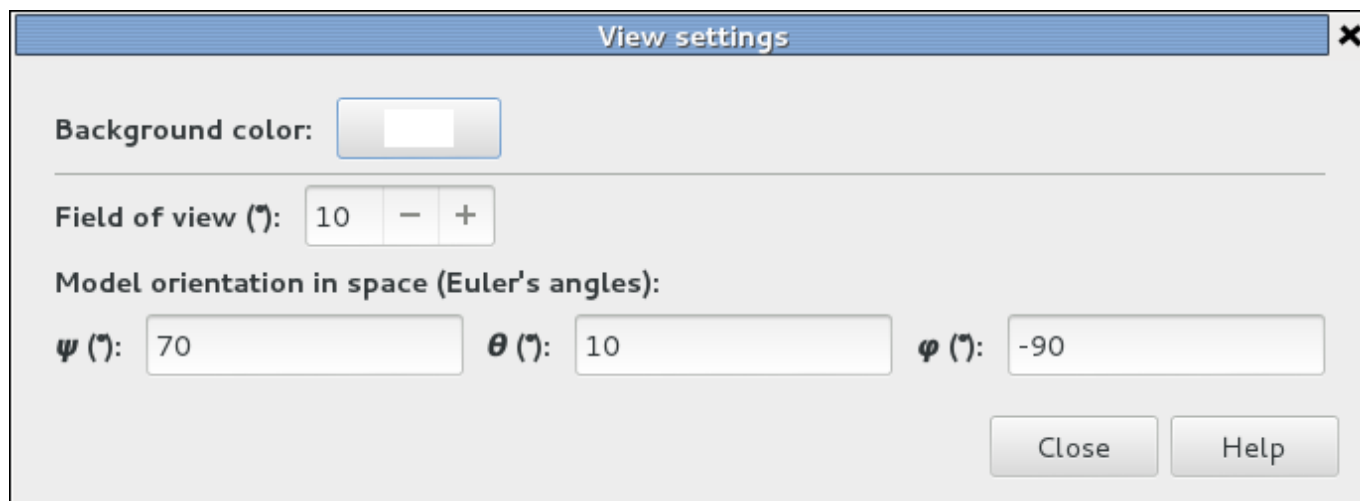 View settings
Background color:
Field of view (°): 10 − +
Model orientation in space (Euler's angles):
ψ (°): 70 θ (°): 10 φ (°): -90
Close Help